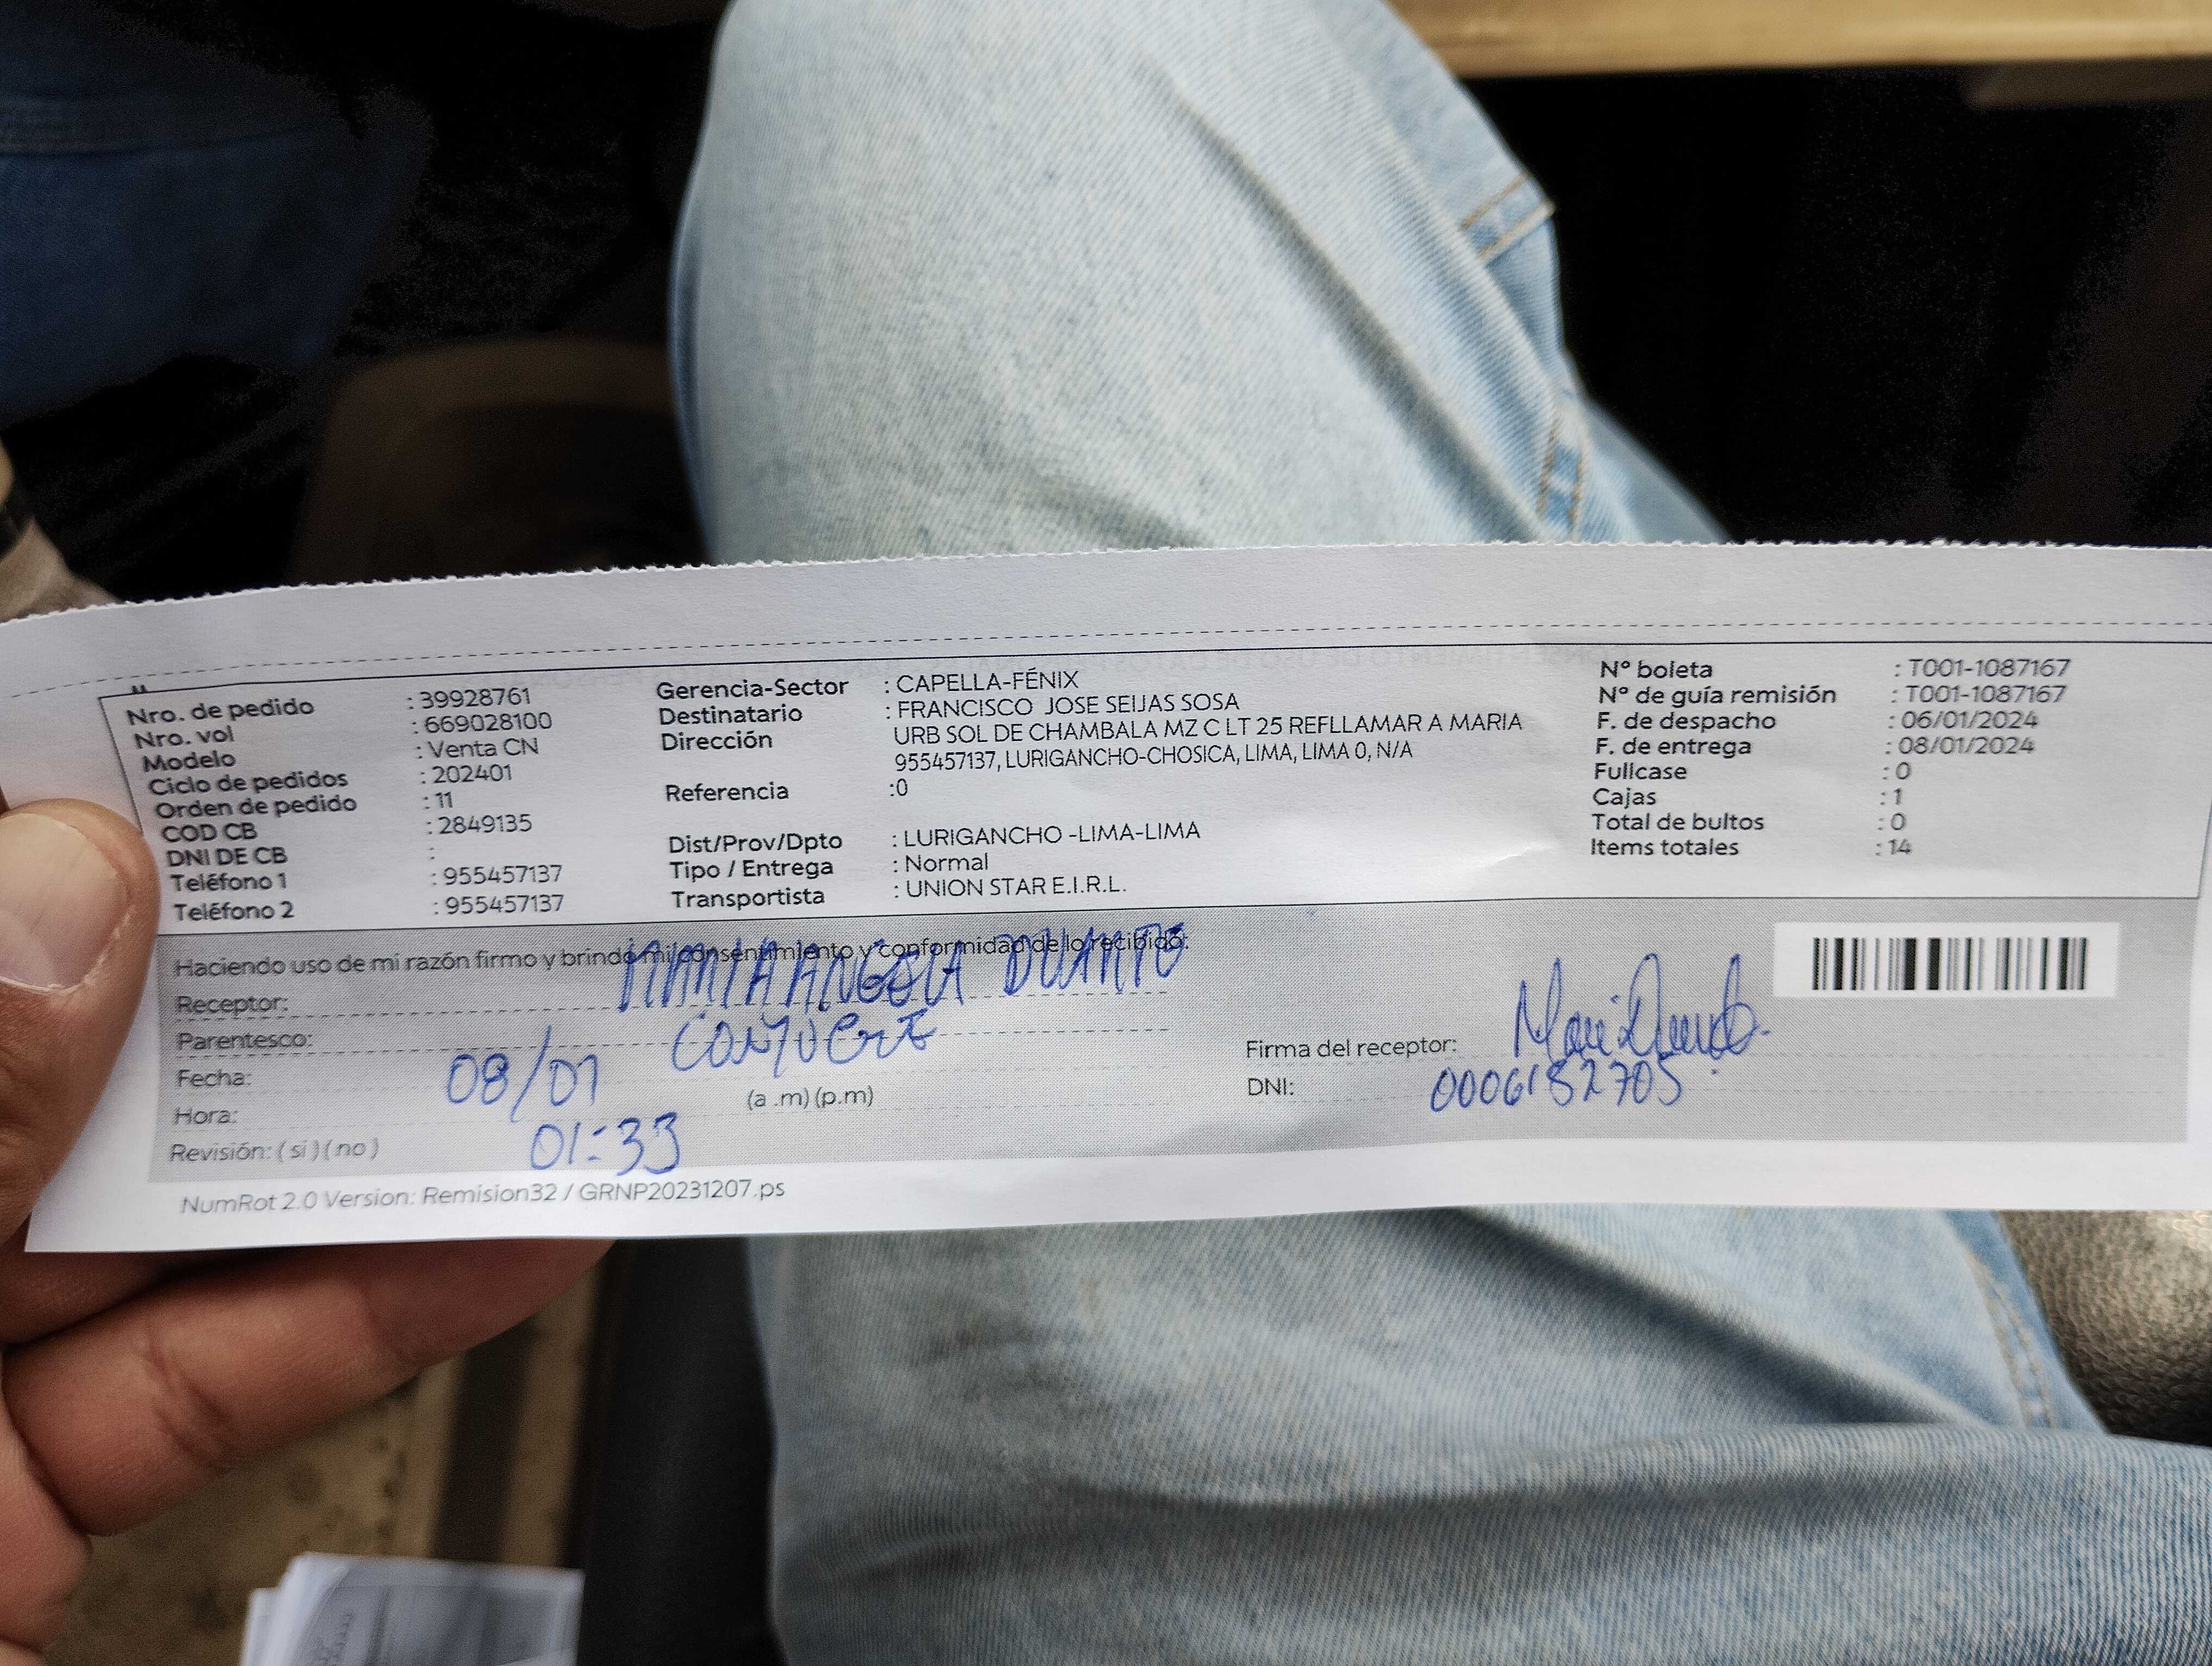 Nro. de pedido : 39928761
Nro. vol : 669028100
Modelo : Venta CN
Ciclo de pedidos : 202401
Orden de pedido : 11
COD CB : 2849135
DNI DE CB :
Teléfono 1 : 955457137
Teléfono 2 : 955457137
Gerencia-Sector : CAPELLA-FÉNIX
Destinatario : FRANCISCO JOSE SEIJAS SOSA
Dirección : URB SOL DE CHAMBALA MZ C LT 25 REFLLAMAR A MARIA
955457137, LURIGANCHO-CHOSICA, LIMA, LIMA 0, N/A
Referencia :0
Dist/Prov/Dpto : LURIGANCHO -LIMA-LIMA
Tipo / Entrega : Normal
Transportista : UNION STAR E.I.R.L.
N° boleta : T001-1087167
N° de guía remisión : T001-1087167
F. de despacho : 06/01/2024
F. de entrega : 08/01/2024
Fullcase : 0
Cajas : 1
Total de bultos : 0
Items totales : 14
Haciendo uso de mi razón firmo y brindo mi consentimiento y conformidad de lo recibido:
Receptor: MARIA ANGOLA
Parentesco: CONYUGE
Fecha: 08/01
Hora: 01:33 (a .m) (p.m)
Revisión: ( si ) ( no )
Firma del receptor:
DNI: 0006182705
NumRot 2.0 Version: Remision32 / GRNP20231207.ps